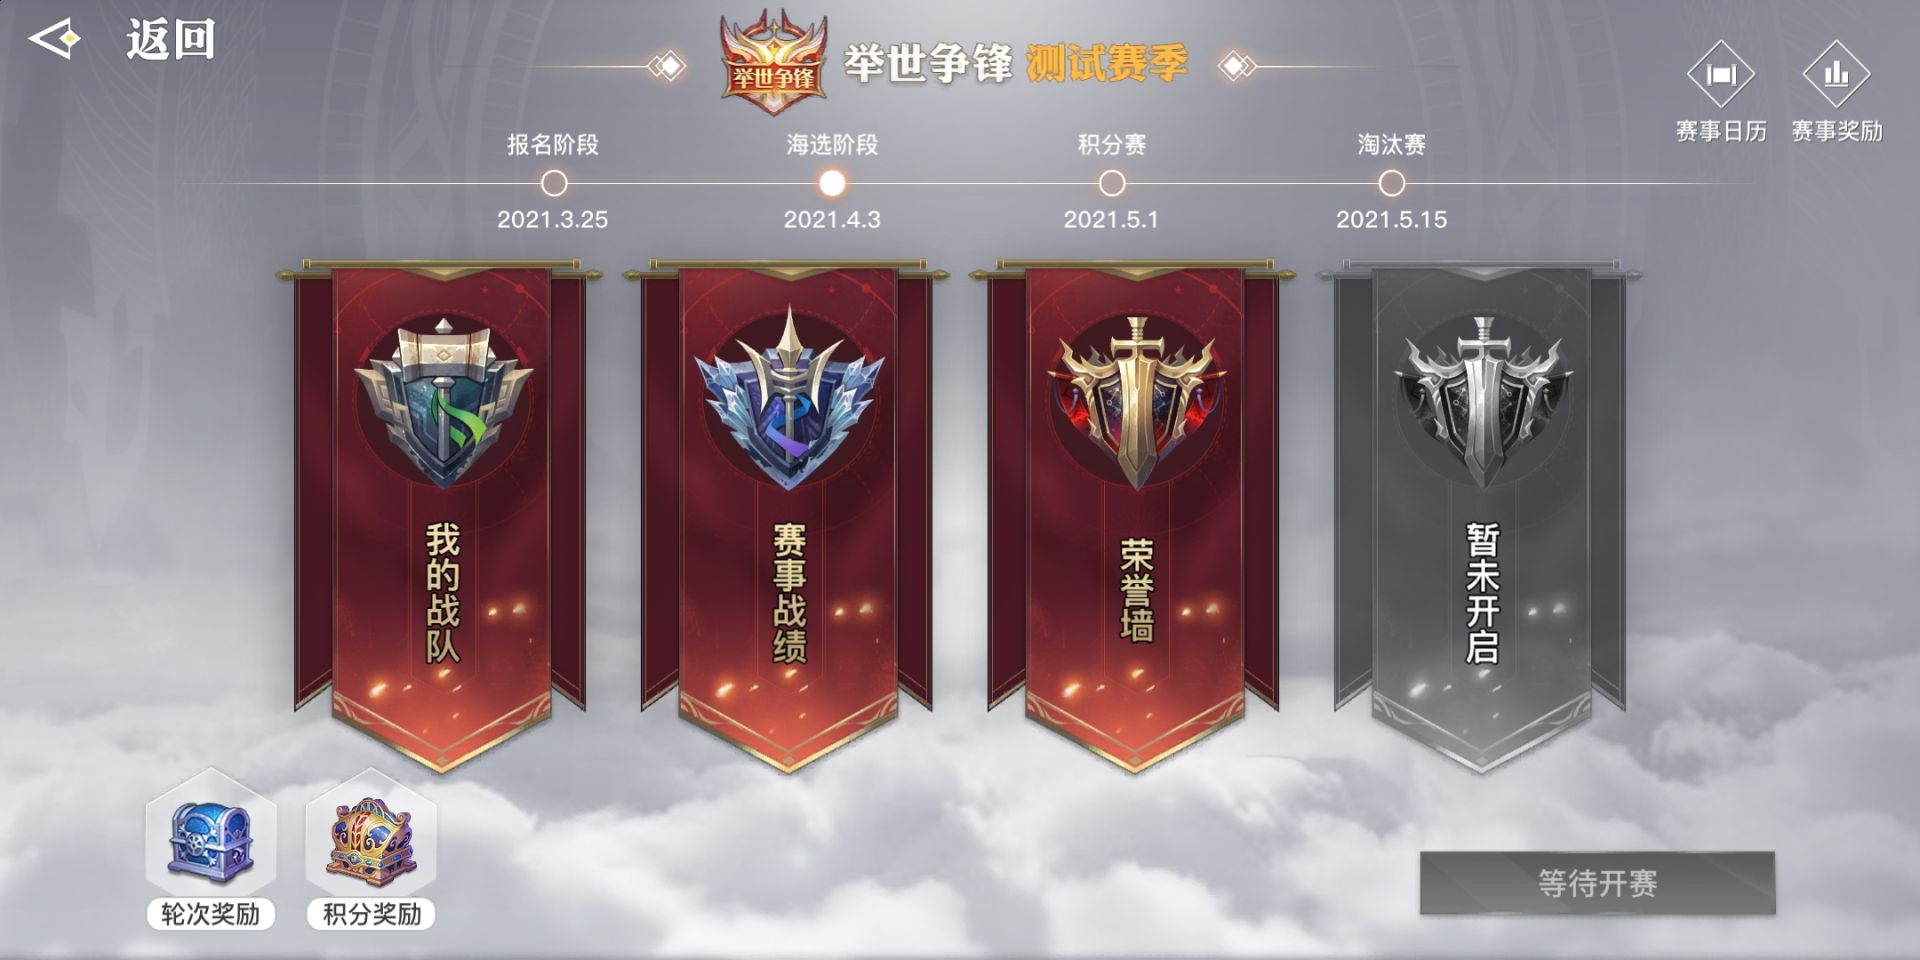 返回
举世争锋
举世争锋 测试赛季
赛事日历
赛事奖励
报名阶段
海选阶段
积分赛
淘汰赛
2021.3.25
2021.4.3
2021.5.1
2021.5.15
我的战队
赛事战绩
荣誉墙
暂未开启
轮次奖励
积分奖励
等待开赛